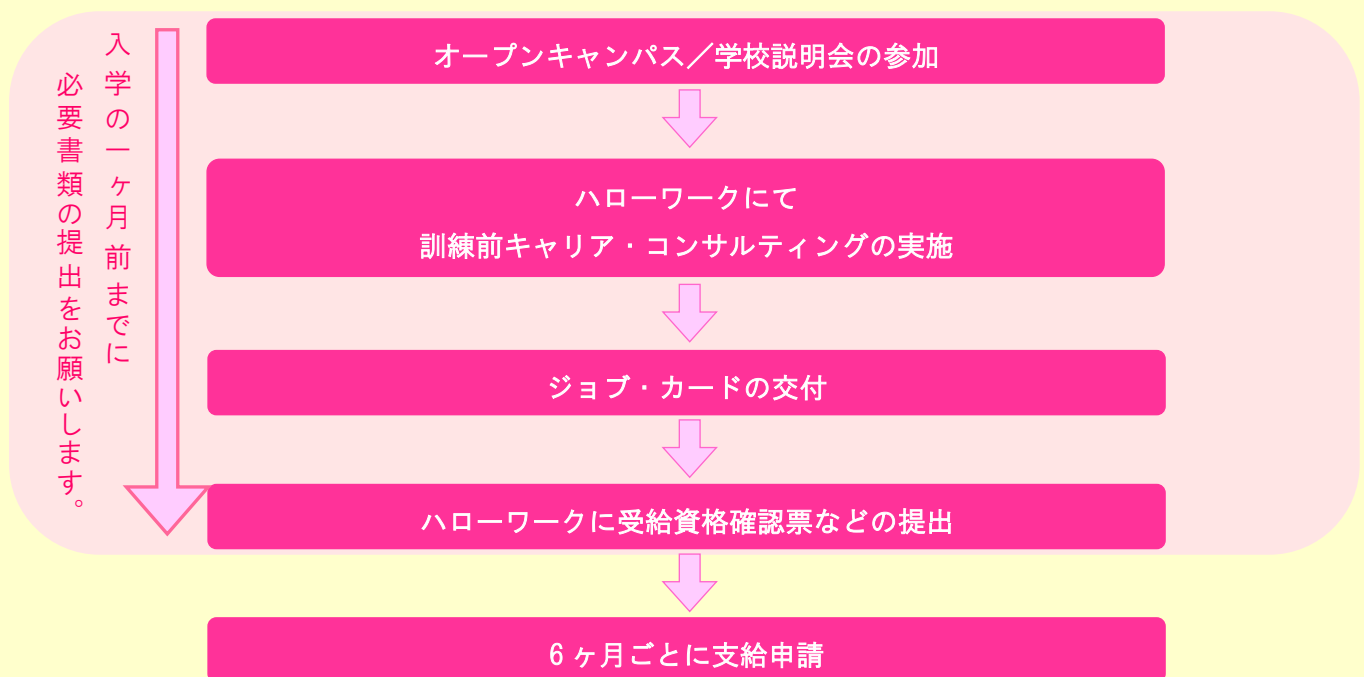 入学の一ヶ月前までに
必要書類の提出をお願いします。
オープンキャンパス／学校説明会の参加
ハローワークにて
訓練前キャリア・コンサルティングの実施
ジョブ・カードの交付
ハローワークに受給資格確認票などの提出
6ヶ月ごとに支給申請